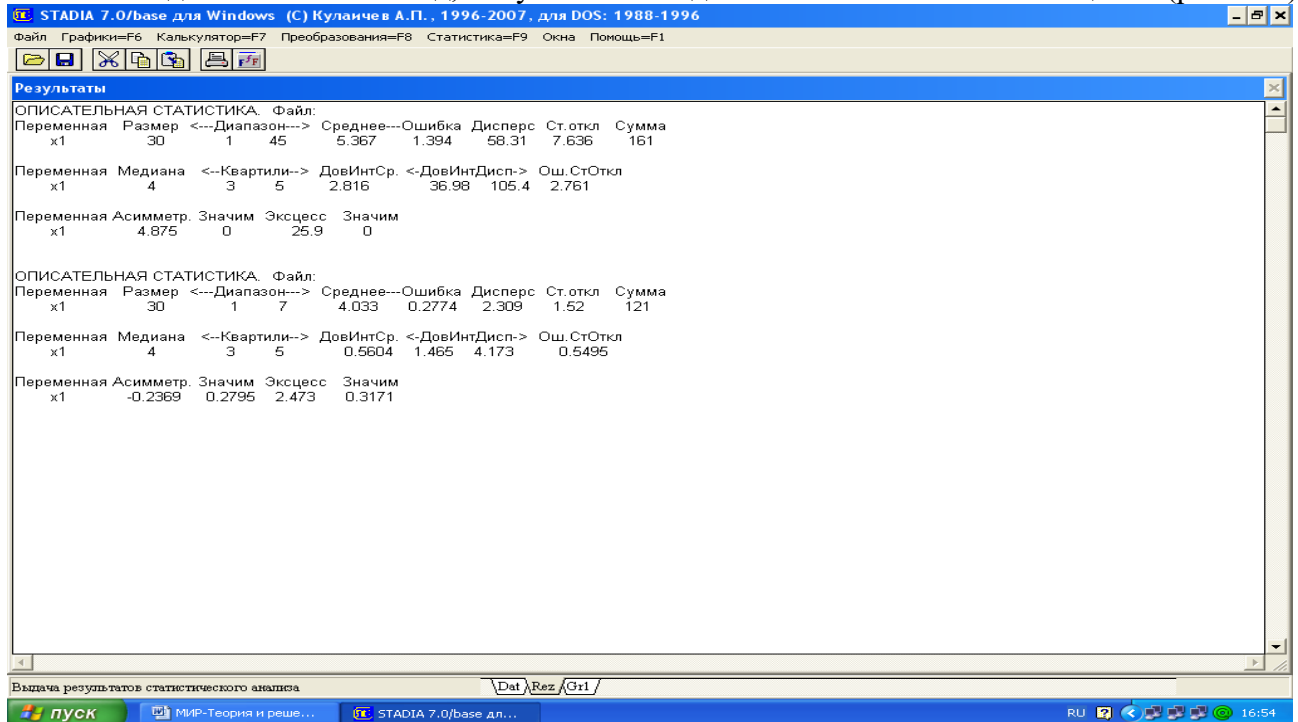 STADIA 7.0/base для Windows (C) Кулаичев А.П., 1996-2007, для DOS: 1988-1996
Файл Графики=F6 Калькулятор=F7 Преобразования=F8 Статистика=F9 Окна Помощь=F1
Результаты
ОПИСАТЕЛЬНАЯ СТАТИСТИКА. Файл:
Переменная Размер <---Диапазон---> Среднее---Ошибка Дисперс Ст.откл Сумма
x1 30 1 45 5.367 1.394 58.31 7.636 161
Переменная Медиана <--Квартили--> ДовИнтСр. <-ДовИнтДисп-> Ош.СтОткл
x1 4 3 5 2.816 36.98 105.4 2.761
Переменная Асимметр. Значим Эксцесс Значим
x1 4.875 0 25.9 0
ОПИСАТЕЛЬНАЯ СТАТИСТИКА. Файл:
Переменная Размер <---Диапазон---> Среднее---Ошибка Дисперс Ст.откл Сумма
x1 30 1 7 4.033 0.2774 2.309 1.52 121
Переменная Медиана <--Квартили--> ДовИнтСр. <-ДовИнтДисп-> Ош.СтОткл
x1 4 3 5 0.5604 1.465 4.173 0.5495
Переменная Асимметр. Значим Эксцесс Значим
x1 -0.2369 0.2795 2.473 0.3171
Выдача результатов статистического анализа \Dat\Rez/Gr1/
пуск МИР-Теория и реше... STADIA 7.0/base дл... RU 16:54